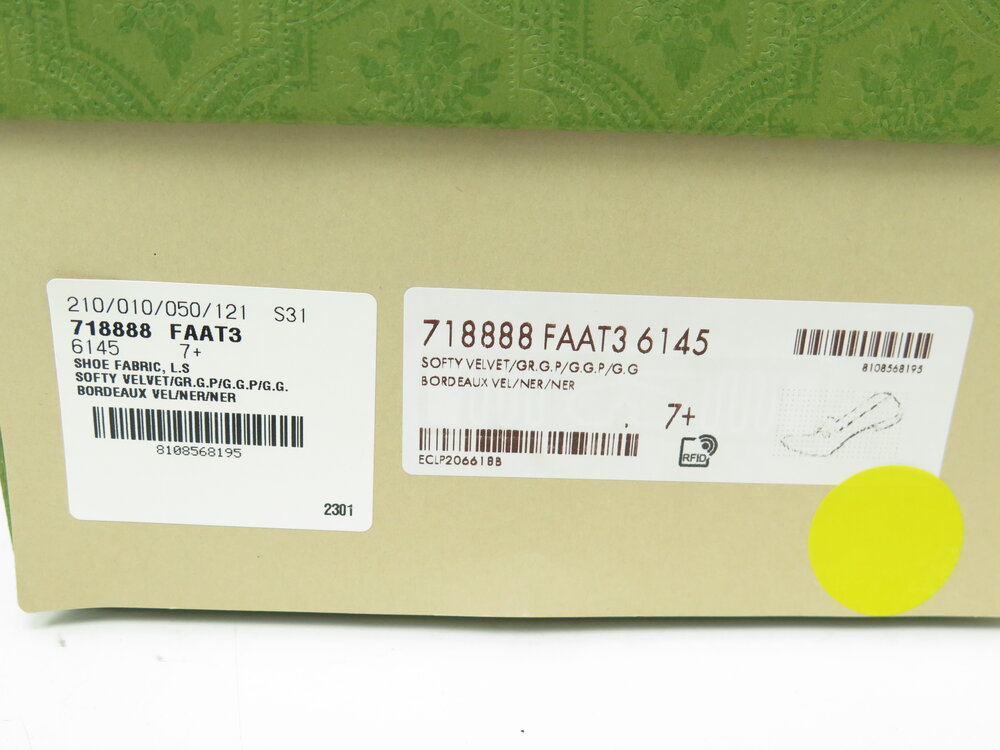 210/010/050/121 S31
718888 FAAT3
6145 7+
SHOE FABRIC, L.S
SOFTY VELVET/GR.G.P/G.G.P/G.G.
BORDEAUX VEL/NER/NER
8108568195
2301
718888 FAAT3 6145
8108568195
SOFTY VELVET/GR.G.P/G.G.P/G.G
BORDEAUX VEL/NER/NER
7+
RFID
ECLP206618B